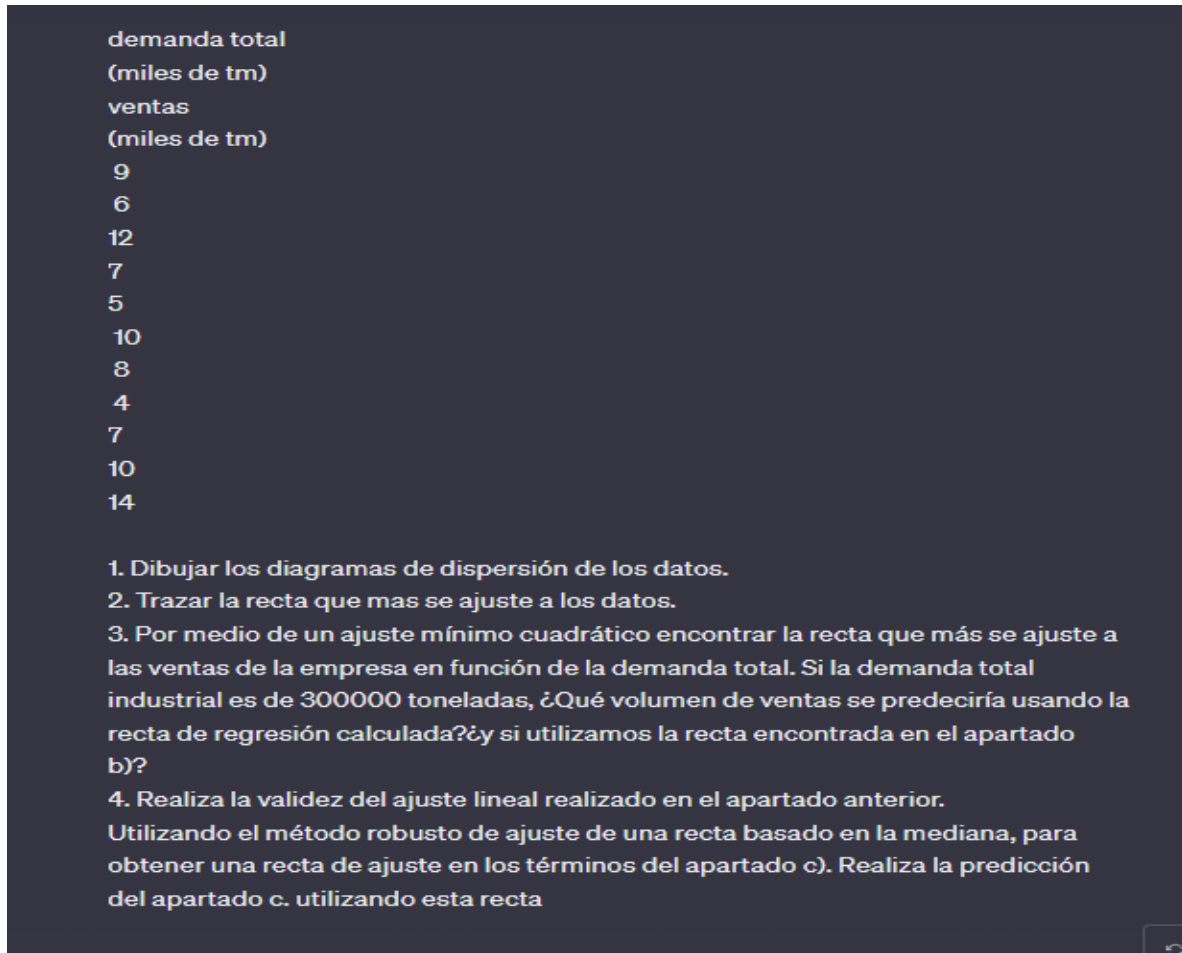 demanda total
(miles de tm)
ventas
(miles de tm)
9
6
12
7
5
10
8
4
7
10
14
1. Dibujar los diagramas de dispersión de los datos.
2. Trazar la recta que mas se ajuste a los datos.
3. Por medio de un ajuste mínimo cuadrático encontrar la recta que más se ajuste a
las ventas de la empresa en función de la demanda total. Si la demanda total
industrial es de 300000 toneladas, ¿Qué volumen de ventas se predeciría usando la
recta de regresión calculada?¿y si utilizamos la recta encontrada en el apartado
b)?
4. Realiza la validez del ajuste lineal realizado en el apartado anterior.
Utilizando el método robusto de ajuste de una recta basado en la mediana, para
obtener una recta de ajuste en los términos del apartado c). Realiza la predicción
del apartado c. utilizando esta recta